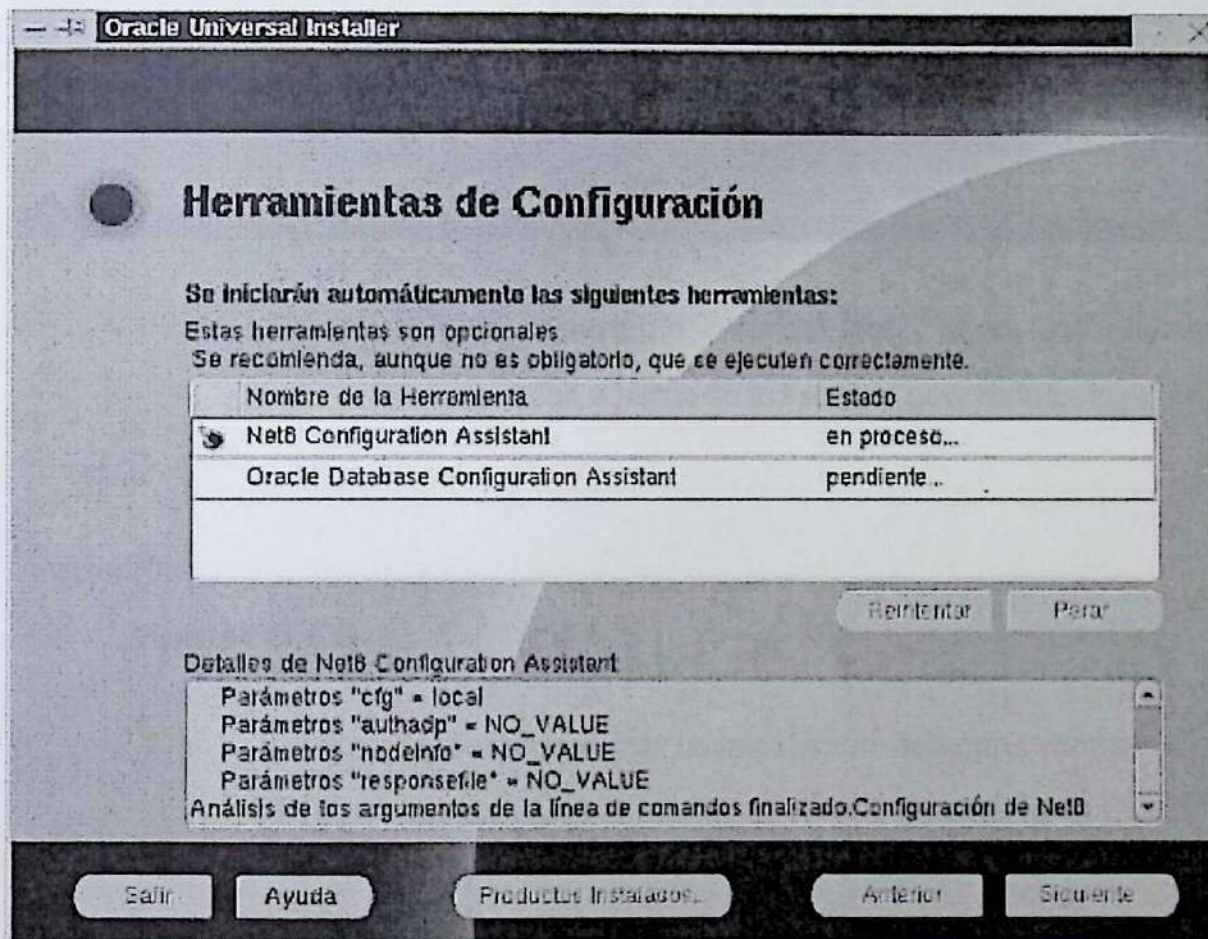 Oracle Universal Installer
Herramientas de Configuración
Se iniciarán automáticamente las siguientes herramientas:
Estas herramientas son opcionales.
Se recomienda, aunque no es obligatorio, que se ejecuten correctamente.
Nombre de la Herramienta Estado
Net8 Configuration Assistant en proceso...
Oracle Database Configuration Assistant pendiente...
Reintentar Parar
Detalles de Net8 Configuration Assistant
Parámetros "cfg" = local
Parámetros "authadp" = NO_VALUE
Parámetros "nodeinfo" = NO_VALUE
Parámetros "responsefile" = NO_VALUE
Análisis de los argumentos de la línea de comandos finalizado.Configuración de Net8
Salir Ayuda Productos Instalados... Anterior Siguiente